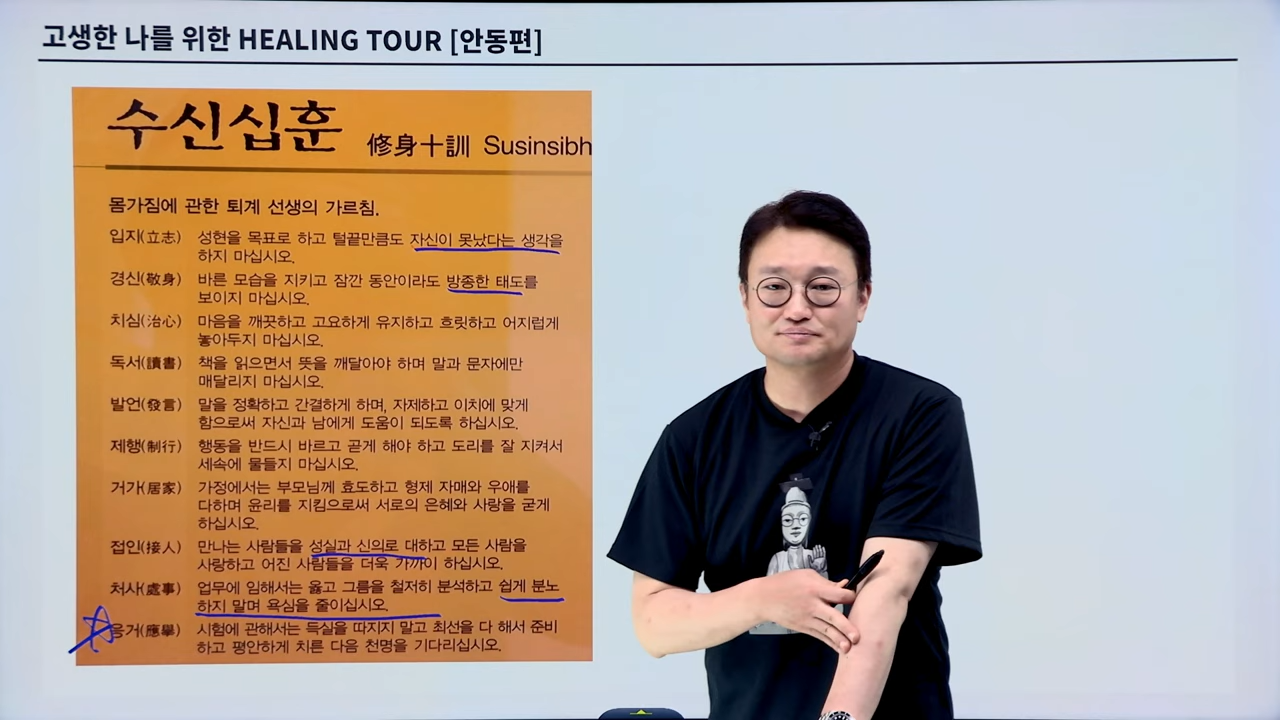 고생한 나를 위한 HEALING TOUR [안동편]
수신십훈 修身十訓 Susinsibh
몸가짐에 관한 퇴계 선생의 가르침.
입지(立志) 성현을 목표로 하고 털끝만큼도 자신이 못났다는 생각을
하지 마십시오.
경신(敬身) 바른 모습을 지키고 잠깐 동안이라도 방종한 태도를
보이지 마십시오.
치심(治心) 마음을 깨끗하고 고요하게 유지하고 흐릿하고 어지럽게
놓아두지 마십시오.
독서(讀書) 책을 읽으면서 뜻을 깨달아야 하며 말과 문자에만
매달리지 마십시오.
발언(發言) 말을 정확하고 간결하게 하며, 자제하고 이치에 맞게
함으로써 자신과 남에게 도움이 되도록 하십시오.
제행(制行) 행동을 반드시 바르고 곧게 해야 하고 도리를 잘 지켜서
세속에 물들지 마십시오.
거가(居家) 가정에서는 부모님께 효도하고 형제 자매와 우애를
다하며 윤리를 지킴으로써 서로의 은혜와 사랑을 굳게
하십시오.
접인(接人) 만나는 사람들을 성실과 신의로 대하고 모든 사람을
사랑하고 어진 사람들을 더욱 가까이 하십시오.
처사(處事) 업무에 임해서는 옳고 그름을 철저히 분석하고 쉽게 분노
하지 말며 욕심을 줄이십시오.
응거(應擧) 시험에 관해서는 득실을 따지지 말고 최선을 다 해서 준비
하고 평안하게 치른 다음 천명을 기다리십시오.